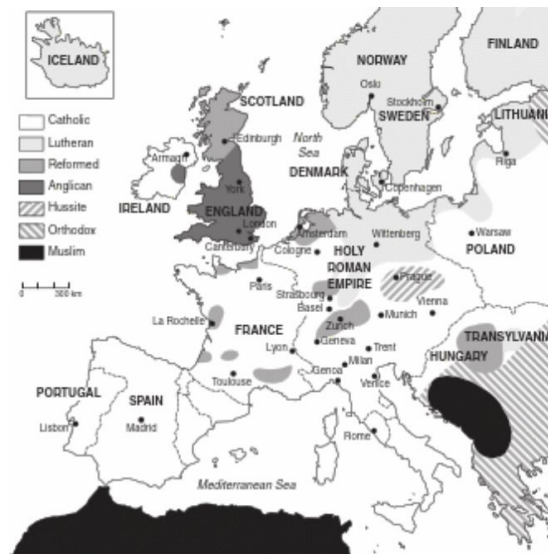 ICELAND
Catholic
Lutheran
Reformed
Anglican
Hussite
Orthodox
Muslim
0 300 km
NORWAY
FINLAND
Oslo
Stockholm
SWEDEN
SCOTLAND
Edinburgh
North
Sea
LITHUANI
Riga
Armagh
DENMARK
Copenhagen
IRELAND
York
ENGLAND
London
Canterbury
Amsterdam
Cologne
Wittenberg
Warsaw
POLAND
HOLY
ROMAN
EMPIRE
Prague
Paris
Strasbourg
Basel
Vienna
Munich
La Rochelle
FRANCE
Zurich
Geneva
TRANSYLVANIA
HUNGARY
Lyon
Trent
Milan
Genoa
Venice
Toulouse
PORTUGAL
SPAIN
Lisbon
Madrid
Rome
Mediterranean Sea